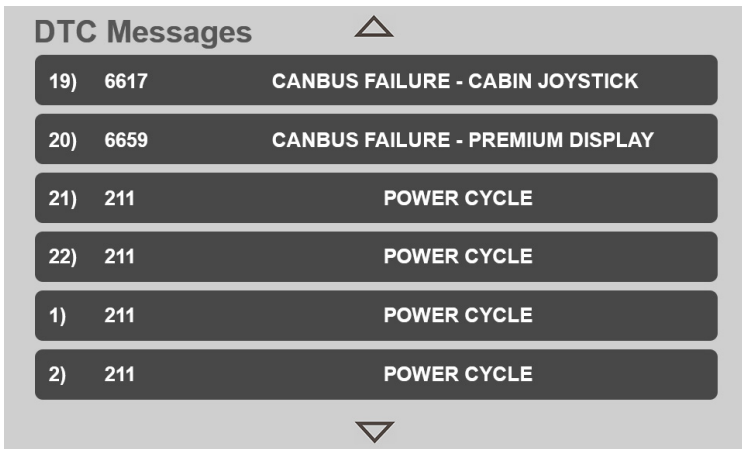 DTC Messages
19) 6617 CANBUS FAILURE - CABIN JOYSTICK
20) 6659 CANBUS FAILURE - PREMIUM DISPLAY
21) 211 POWER CYCLE
22) 211 POWER CYCLE
1) 211 POWER CYCLE
2) 211 POWER CYCLE